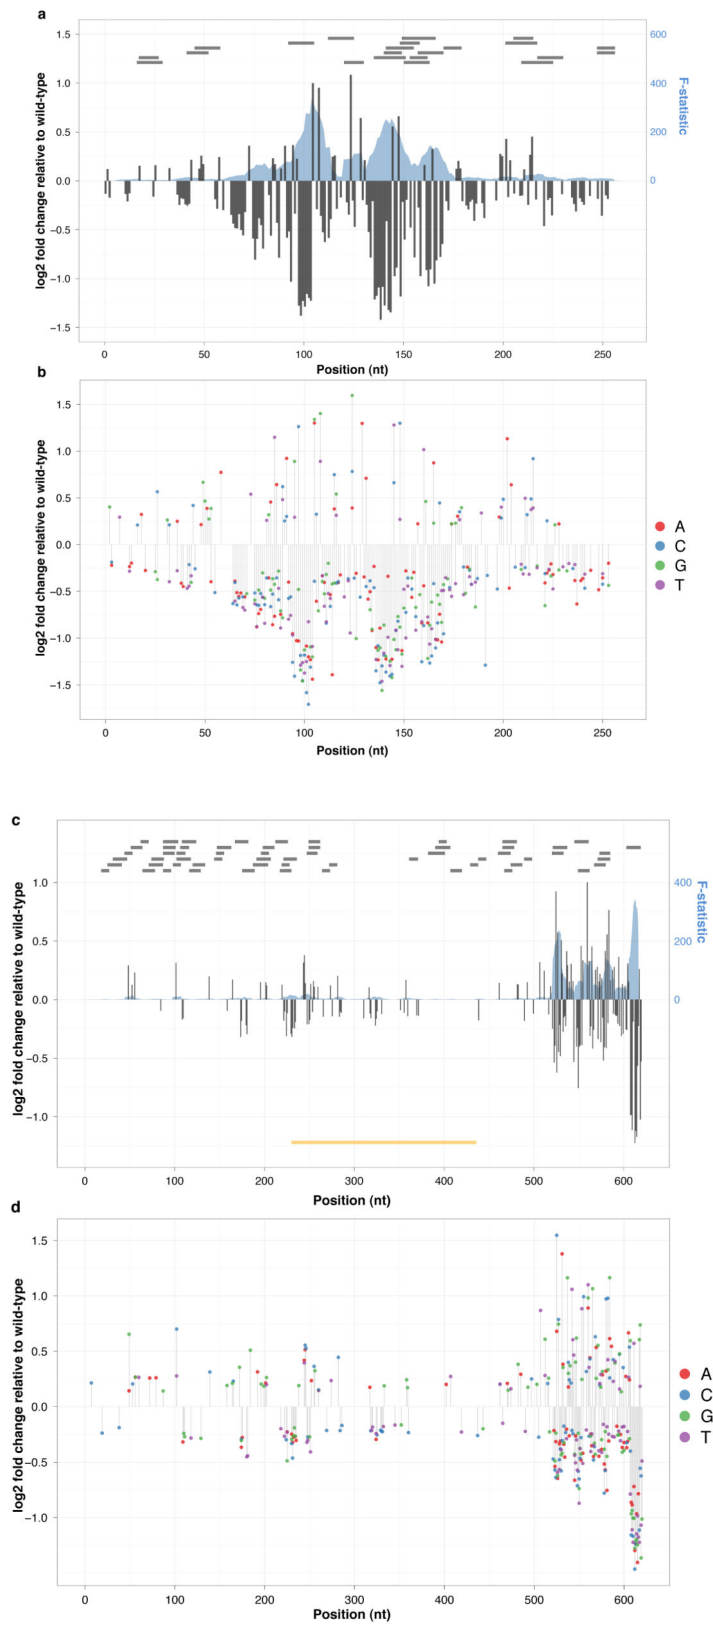 a
log2 fold change relative to wild-type
1.5
1.0
0.5
0.0
−0.5
−1.0
−1.5
600
400
200
0
F-statistic
0 50 100 150 200 250
Position (nt)
b
log2 fold change relative to wild-type
1.5
1.0
0.5
0.0
−0.5
−1.0
−1.5
A
C
G
T
0 50 100 150 200 250
Position (nt)
c
log2 fold change relative to wild-type
1.0
0.5
0.0
−0.5
−1.0
400
200
0
F-statistic
0 100 200 300 400 500 600
Position (nt)
d
log2 fold change relative to wild-type
1.5
1.0
0.5
0.0
−0.5
−1.0
A
C
G
T
0 100 200 300 400 500 600
Position (nt)